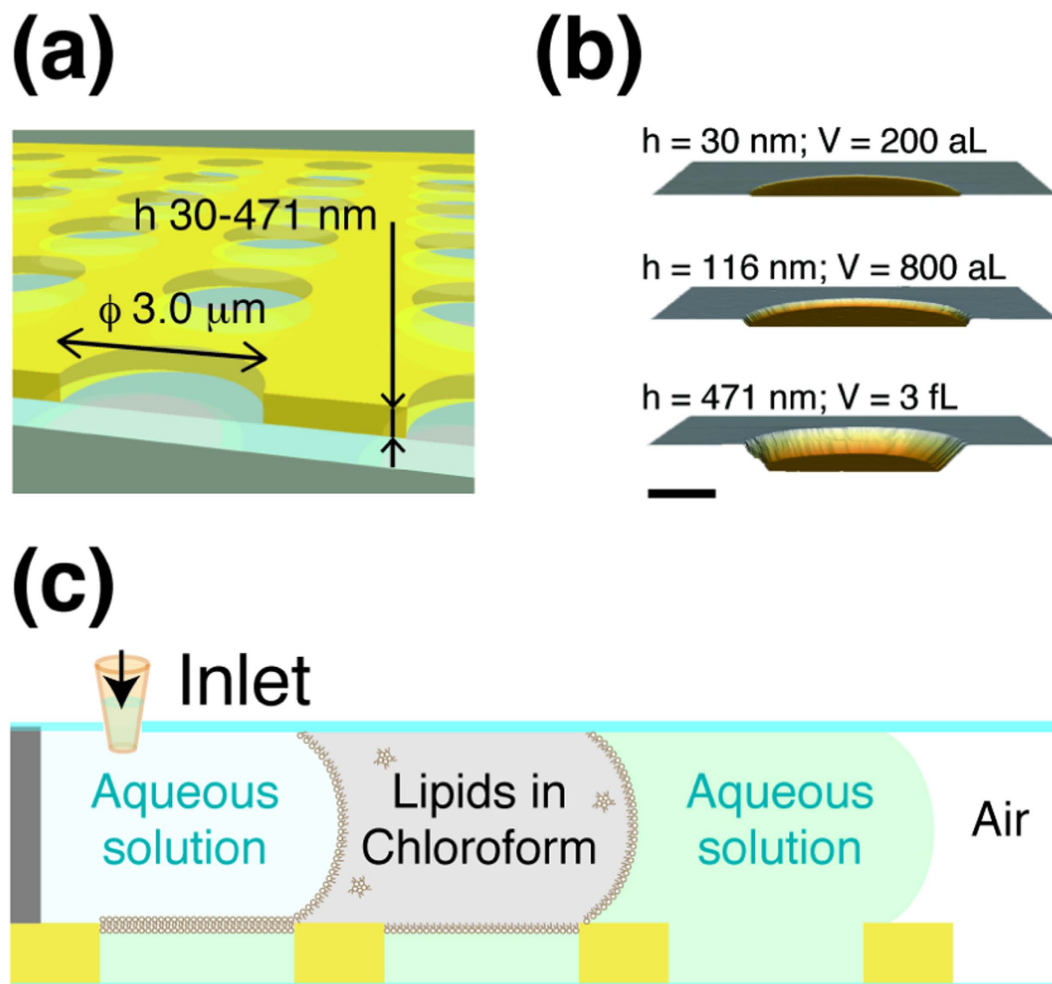 (a)
h 30-471 nm
ϕ 3.0 μm
(b)
h = 30 nm; V = 200 aL
h = 116 nm; V = 800 aL
h = 471 nm; V = 3 fL
(c)
Inlet
Aqueous
solution
Lipids in
Chloroform
Aqueous
solution
Air